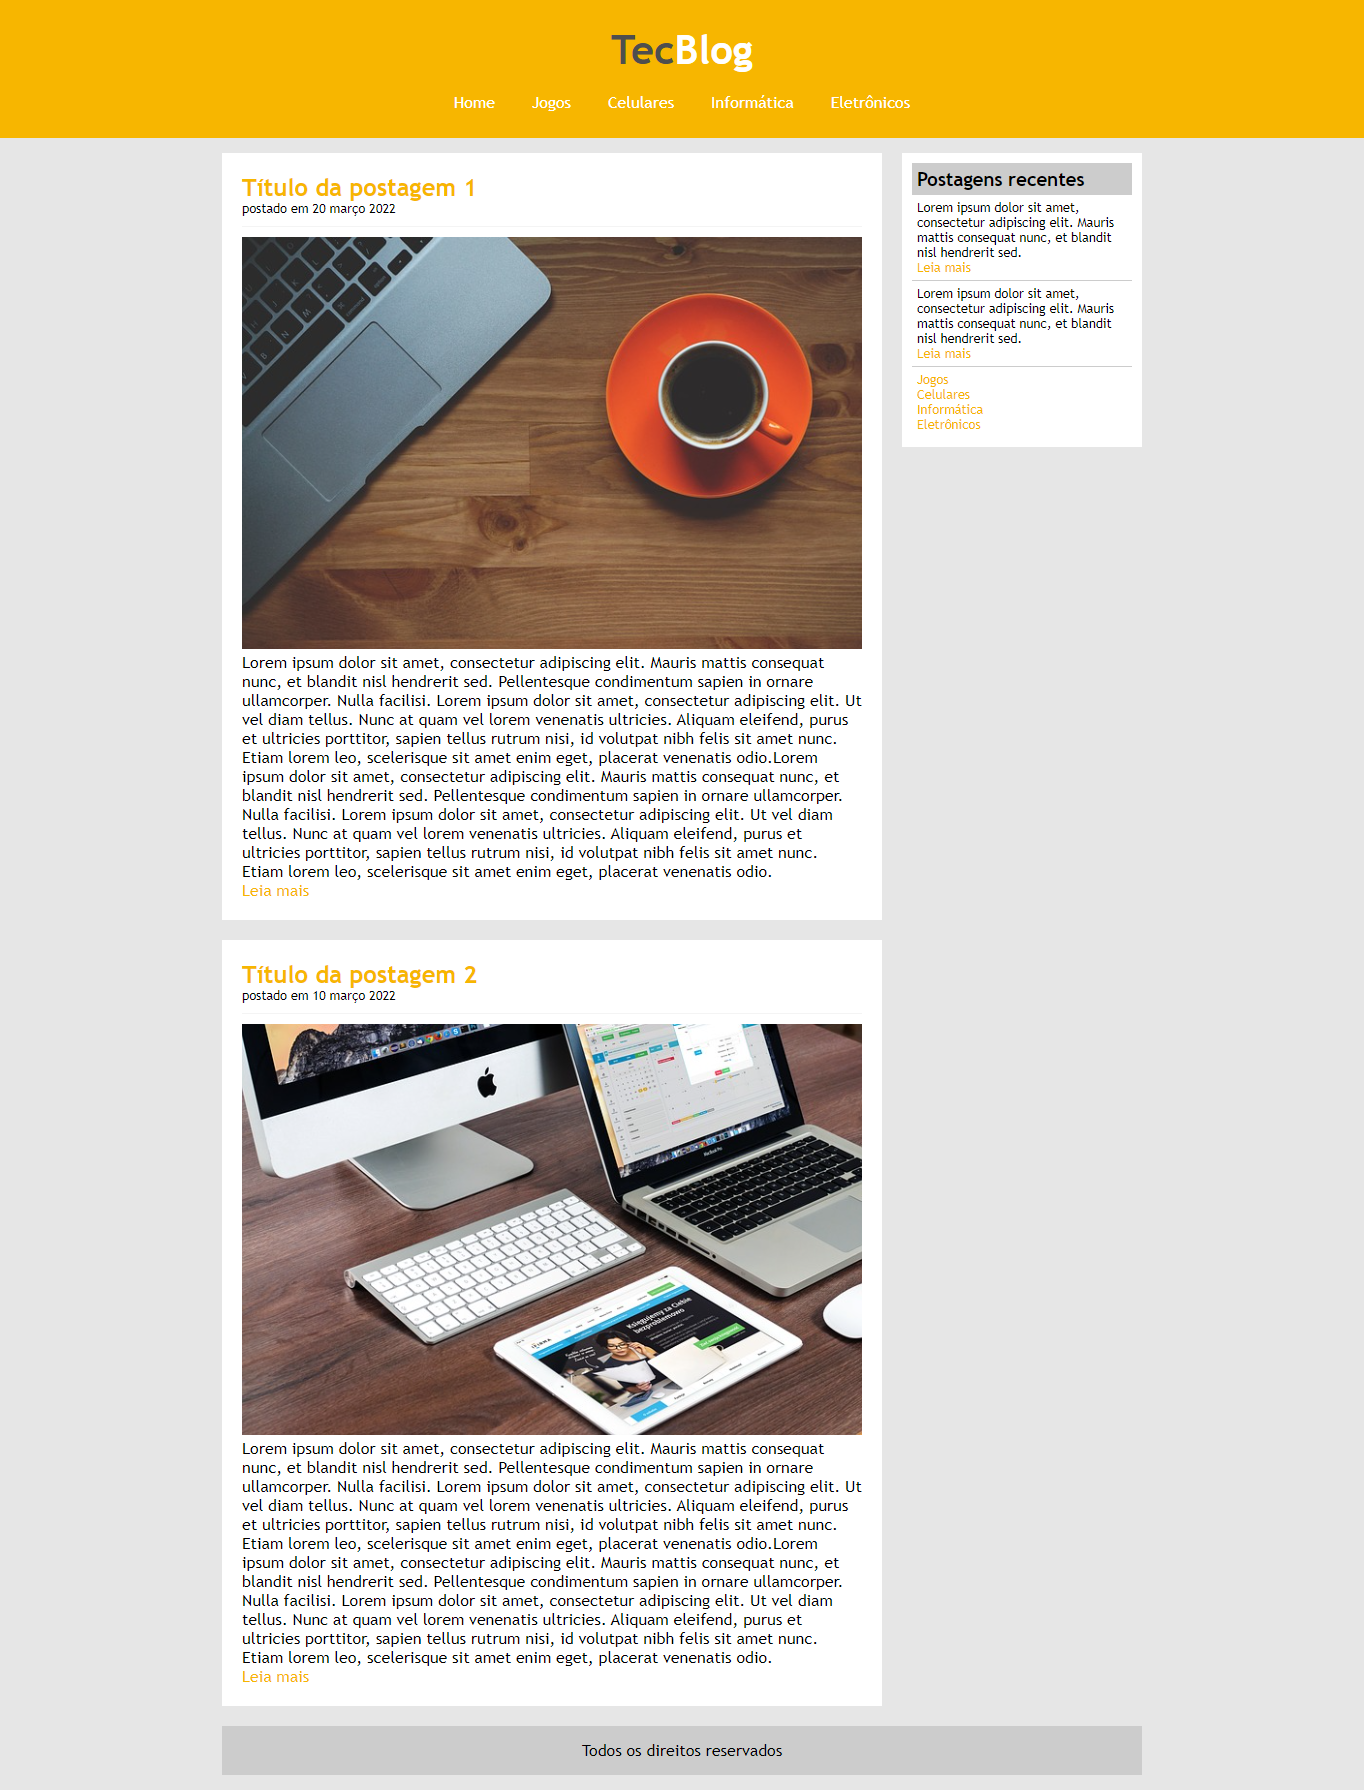 TecBlog
Home Jogos Celulares Informática Eletrônicos
Título da postagem 1
postado em 20 março 2022
Lorem ipsum dolor sit amet, consectetur adipiscing elit. Mauris mattis consequat
nunc, et blandit nisl hendrerit sed. Pellentesque condimentum sapien in ornare
ullamcorper. Nulla facilisi. Lorem ipsum dolor sit amet, consectetur adipiscing elit. Ut
vel diam tellus. Nunc at quam vel lorem venenatis ultricies. Aliquam eleifend, purus
et ultricies porttitor, sapien tellus rutrum nisi, id volutpat nibh felis sit amet nunc.
Etiam lorem leo, scelerisque sit amet enim eget, placerat venenatis odio.Lorem
ipsum dolor sit amet, consectetur adipiscing elit. Mauris mattis consequat nunc, et
blandit nisl hendrerit sed. Pellentesque condimentum sapien in ornare ullamcorper.
Nulla facilisi. Lorem ipsum dolor sit amet, consectetur adipiscing elit. Ut vel diam
tellus. Nunc at quam vel lorem venenatis ultricies. Aliquam eleifend, purus et
ultricies porttitor, sapien tellus rutrum nisi, id volutpat nibh felis sit amet nunc.
Etiam lorem leo, scelerisque sit amet enim eget, placerat venenatis odio.
Leia mais
Título da postagem 2
postado em 10 março 2022
MacBook Pro
Księgujemy za Ciebie
bezproblemowo
Lorem ipsum dolor sit amet, consectetur adipiscing elit. Mauris mattis consequat
nunc, et blandit nisl hendrerit sed. Pellentesque condimentum sapien in ornare
ullamcorper. Nulla facilisi. Lorem ipsum dolor sit amet, consectetur adipiscing elit. Ut
vel diam tellus. Nunc at quam vel lorem venenatis ultricies. Aliquam eleifend, purus
et ultricies porttitor, sapien tellus rutrum nisi, id volutpat nibh felis sit amet nunc.
Etiam lorem leo, scelerisque sit amet enim eget, placerat venenatis odio.Lorem
ipsum dolor sit amet, consectetur adipiscing elit. Mauris mattis consequat nunc, et
blandit nisl hendrerit sed. Pellentesque condimentum sapien in ornare ullamcorper.
Nulla facilisi. Lorem ipsum dolor sit amet, consectetur adipiscing elit. Ut vel diam
tellus. Nunc at quam vel lorem venenatis ultricies. Aliquam eleifend, purus et
ultricies porttitor, sapien tellus rutrum nisi, id volutpat nibh felis sit amet nunc.
Etiam lorem leo, scelerisque sit amet enim eget, placerat venenatis odio.
Leia mais
Postagens recentes
Lorem ipsum dolor sit amet,
consectetur adipiscing elit. Mauris
mattis consequat nunc, et blandit
nisl hendrerit sed.
Leia mais
Lorem ipsum dolor sit amet,
consectetur adipiscing elit. Mauris
mattis consequat nunc, et blandit
nisl hendrerit sed.
Leia mais
Jogos
Celulares
Informática
Eletrônicos
Todos os direitos reservados